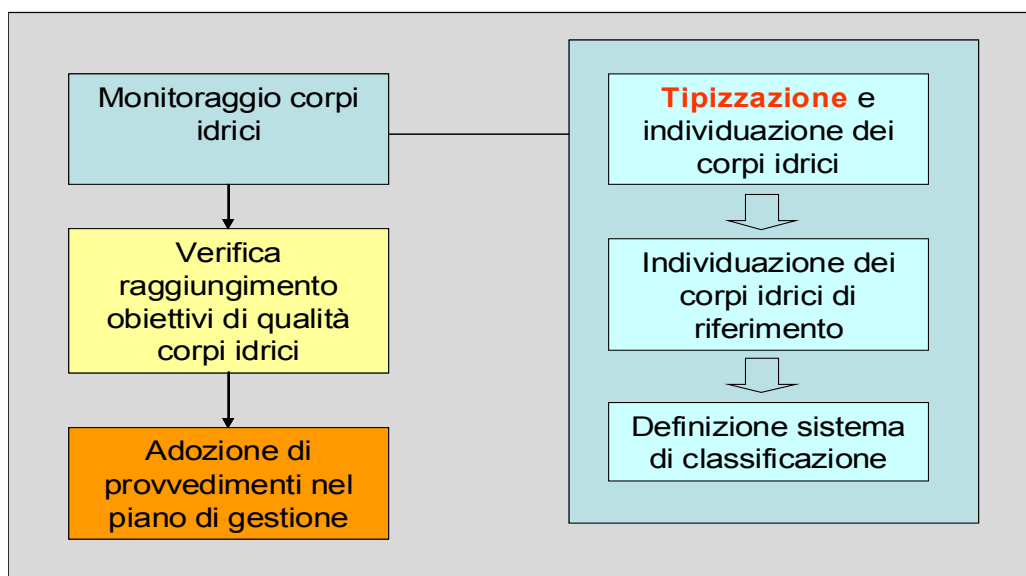 Monitoraggio corpi
idrici
Verifica
raggiungimento
obiettivi di qualità
corpi idrici
Adozione di
provvedimenti nel
piano di gestione
Tipizzazione e
individuazione dei
corpi idrici
Individuazione dei
corpi idrici di
riferimento
Definizione sistema
di classificazione